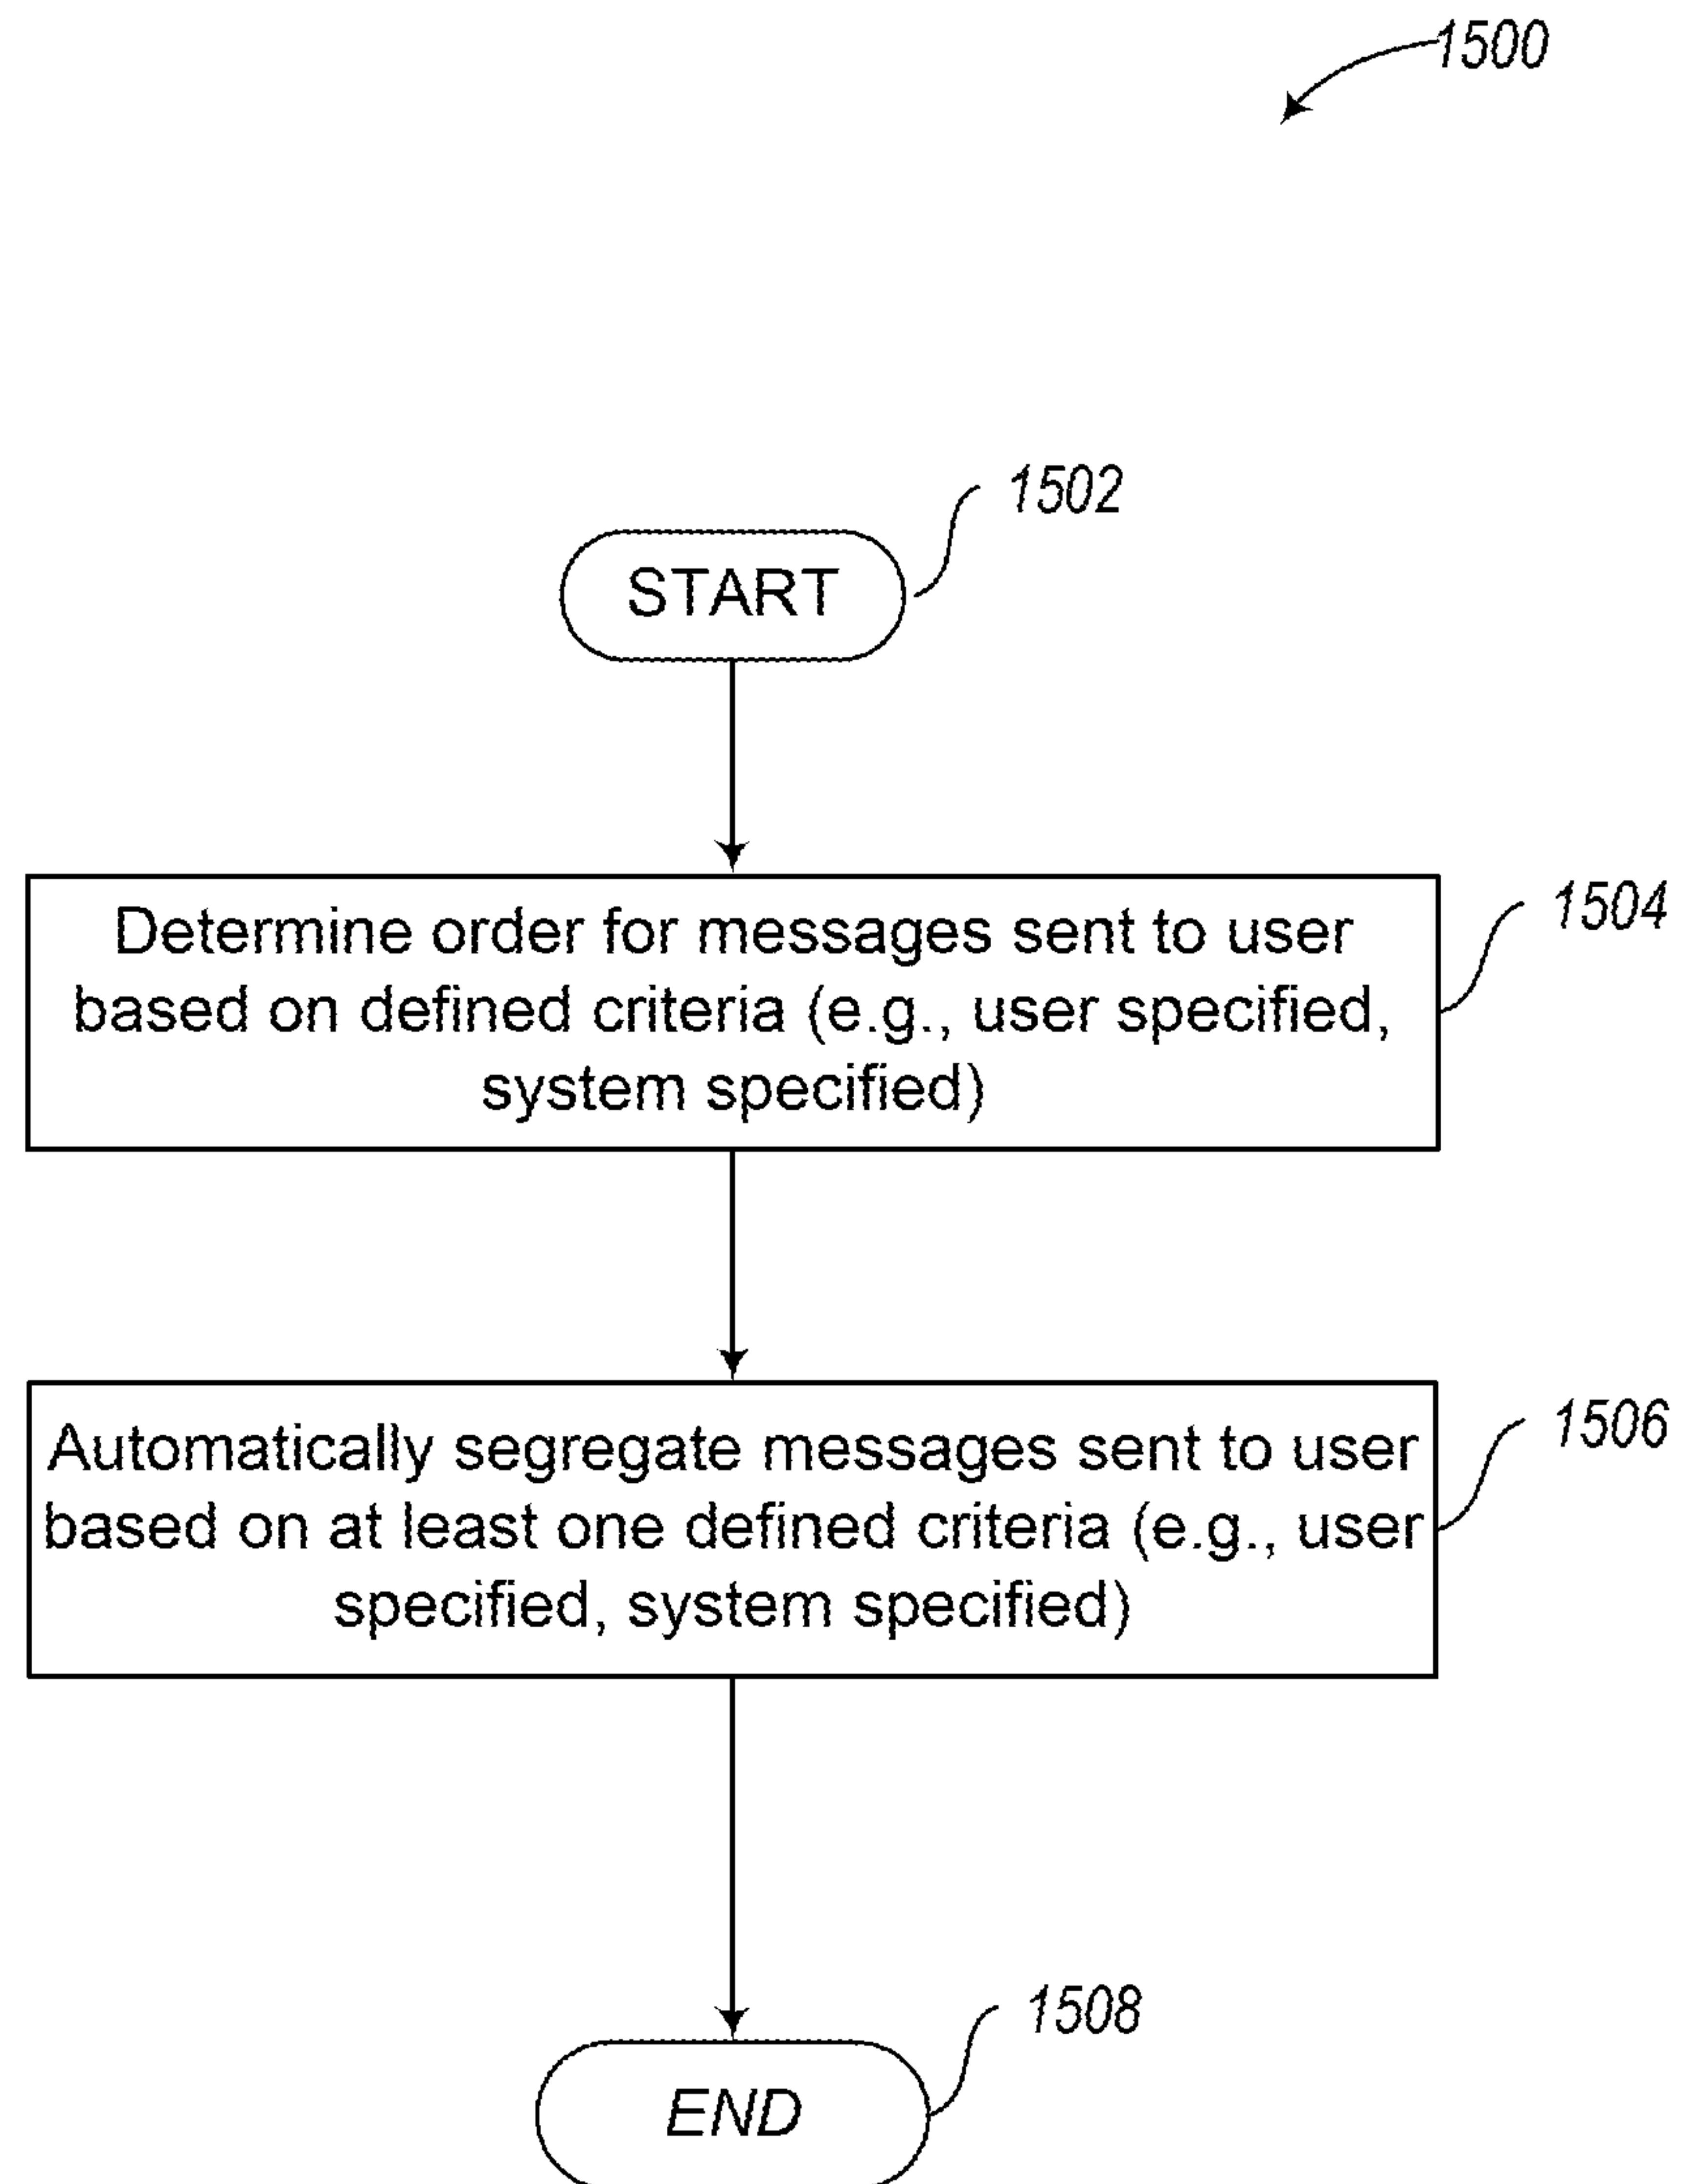 1500
1502
START
1504
Determine order for messages sent to user
based on defined criteria (e.g., user specified,
system specified)
1506
Automatically segregate messages sent to user
based on at least one defined criteria (e.g., user
specified, system specified)
1508
END